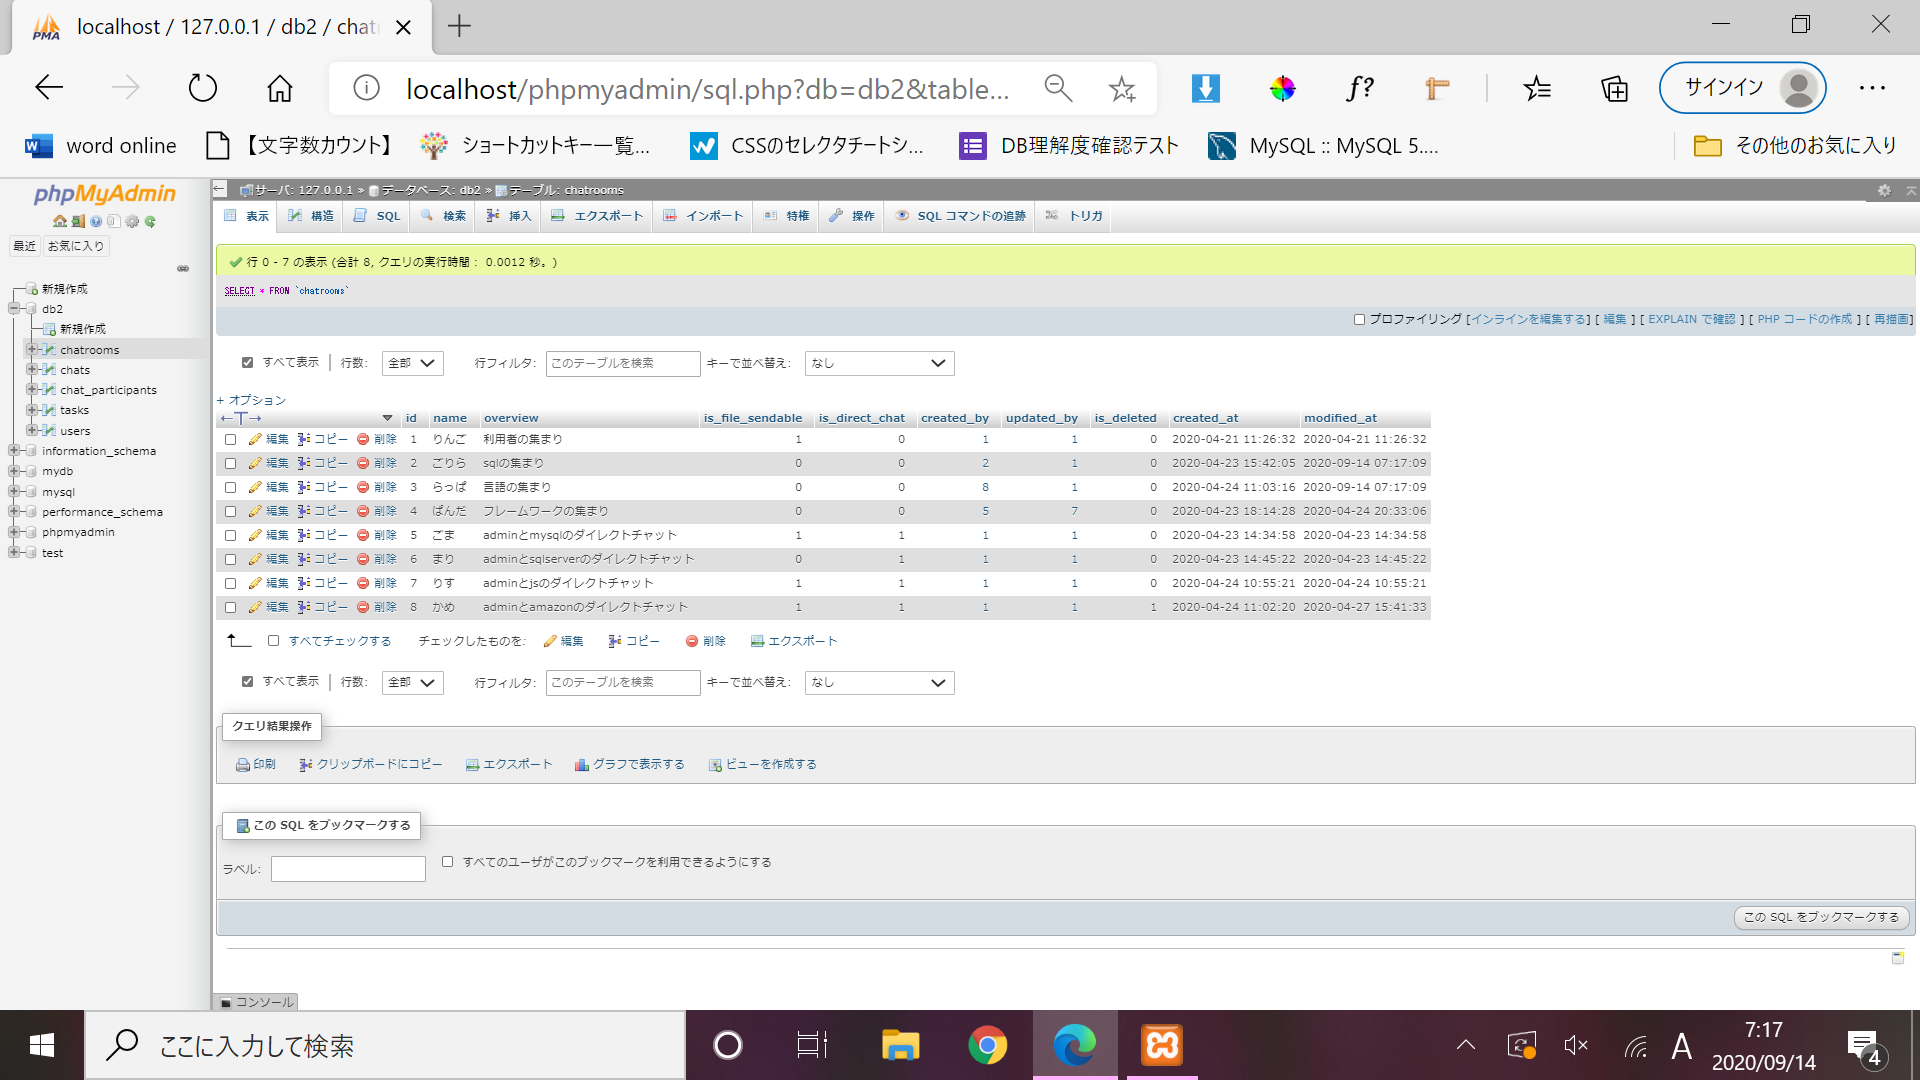 localhost / 127.0.0.1 / db2 / chat
localhost/phpmyadmin/sql.php?db=db2&table...
サインイン
word online
【文字数カウント】
ショートカットキー一覧...
CSSのセレクタチートシ...
DB理解度確認テスト
MySQL :: MySQL 5....
その他のお気に入り
phpMyAdmin
最近 お気に入り
新規作成
db2
新規作成
chatrooms
chats
chat_participants
tasks
users
information_schema
mydb
mysql
performance_schema
phpmyadmin
test
サーバ: 127.0.0.1 » データベース: db2 » テーブル: chatrooms
表示 構造 SQL 検索 挿入 エクスポート インポート 特権 操作 SQL コマンドの追跡 トリガ
行 0 - 7 の表示 (合計 8, クエリの実行時間: 0.0012 秒。)
SELECT * FROM `chatrooms`
プロファイリング [インラインを編集する] [ 編集 ] [ EXPLAIN で確認 ] [ PHP コードの作成 ] [ 再描画]
すべて表示 行数: 全部 行フィルタ: このテーブルを検索 キーで並べ替え: なし
+ オプション
←T→ id name overview is_file_sendable is_direct_chat created_by updated_by is_deleted created_at modified_at
編集 コピー 削除 1 りんご 利用者の集まり 1 0 1 1 0 2020-04-21 11:26:32 2020-04-21 11:26:32
編集 コピー 削除 2 ごりら sqlの集まり 0 0 2 1 0 2020-04-23 15:42:05 2020-09-14 07:17:09
編集 コピー 削除 3 らっぱ 言語の集まり 0 0 8 1 0 2020-04-24 11:03:16 2020-09-14 07:17:09
編集 コピー 削除 4 ぱんだ フレームワークの集まり 0 0 5 7 0 2020-04-23 18:14:28 2020-04-24 20:33:06
編集 コピー 削除 5 ごま adminとmysqlのダイレクトチャット 1 1 1 1 0 2020-04-23 14:34:58 2020-04-23 14:34:58
編集 コピー 削除 6 まり adminとsqlserverのダイレクトチャット 0 1 1 1 0 2020-04-23 14:45:22 2020-04-23 14:45:22
編集 コピー 削除 7 りす adminとjsのダイレクトチャット 1 1 1 1 0 2020-04-24 10:55:21 2020-04-24 10:55:21
編集 コピー 削除 8 かめ adminとamazonのダイレクトチャット 1 1 1 1 1 2020-04-24 11:02:20 2020-04-27 15:41:33
すべてチェックする チェックしたものを: 編集 コピー 削除 エクスポート
すべて表示 行数: 全部 行フィルタ: このテーブルを検索 キーで並べ替え: なし
クエリ結果操作
印刷 クリップボードにコピー エクスポート グラフで表示する ビューを作成する
この SQL をブックマークする
ラベル: すべてのユーザがこのブックマークを利用できるようにする
この SQL をブックマークする
コンソール
ここに入力して検索
A
7:17
2020/09/14
4